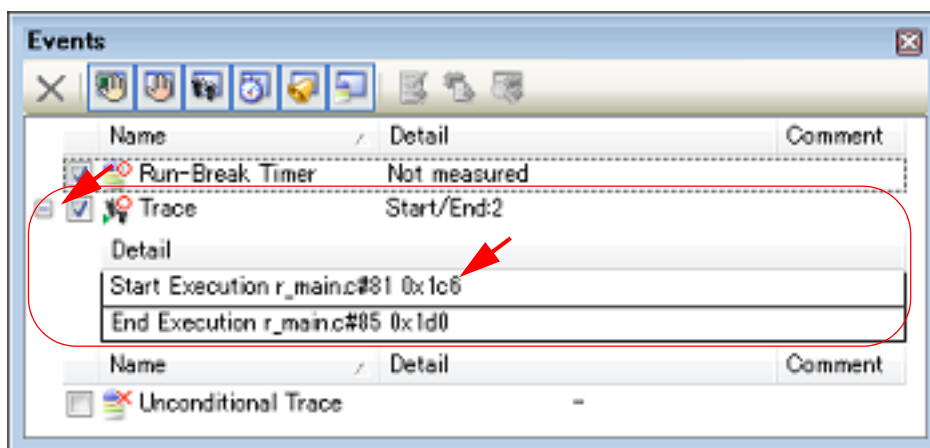 Events
Name Detail Comment
Run-Break Timer Not measured
Trace Start/End:2
Detail
Start Execution r_main.c#81 0x1c6
End Execution r_main.c#85 0x1d0
Name Detail Comment
Unconditional Trace -